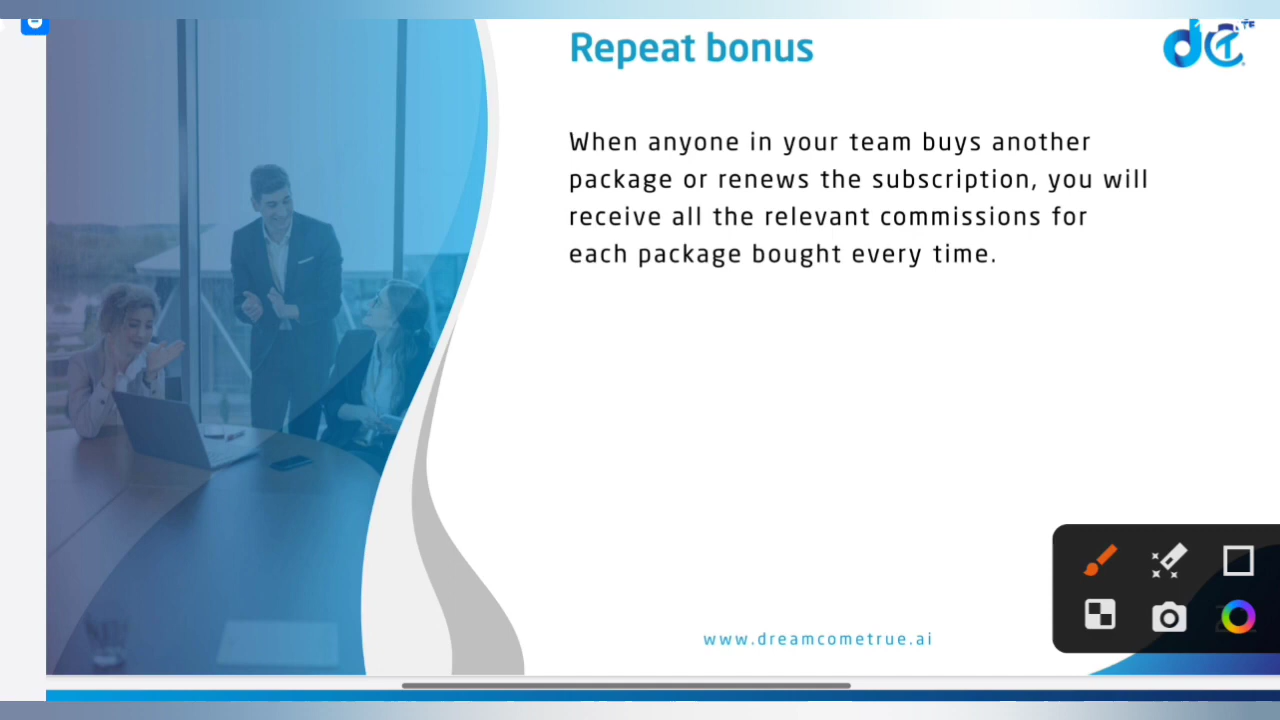 Repeat bonus
When anyone in your team buys another
package or renews the subscription, you will
receive all the relevant commissions for
each package bought every time.
www.dreamcometrue.ai